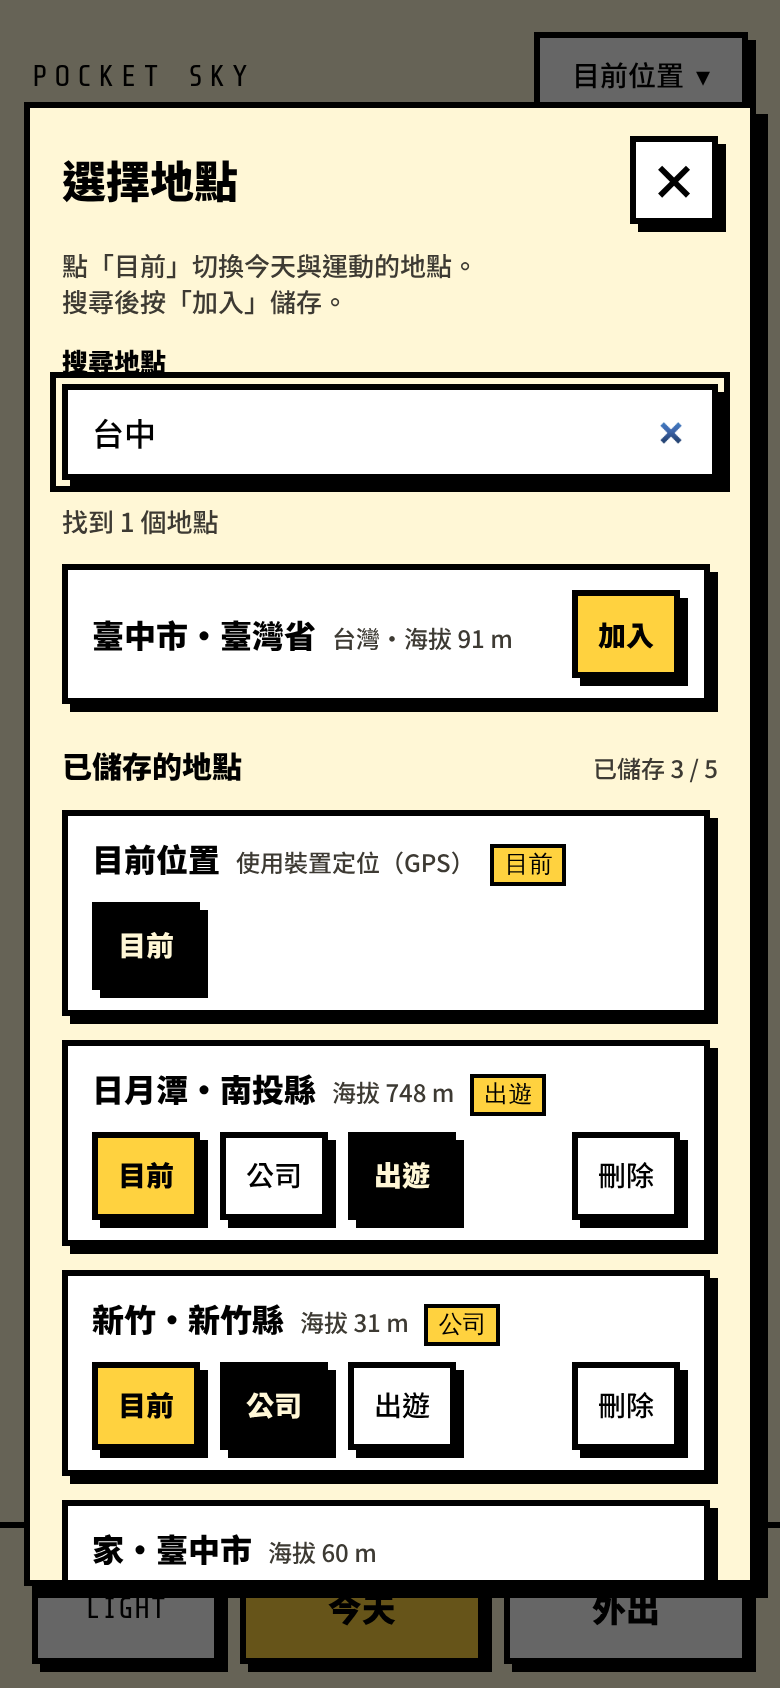 POCKET SKY
目前位置 ▼
選擇地點
×
點「目前」切換今天與運動的地點。
搜尋後按「加入」儲存。
搜尋地點
台中 ×
找到 1 個地點
臺中市・臺灣省 台灣・海拔 91 m 加入
已儲存的地點 已儲存 3 / 5
目前位置 使用裝置定位（GPS） 目前
目前
日月潭・南投縣 海拔 748 m 出遊
目前 公司 出遊 刪除
新竹・新竹縣 海拔 31 m 公司
目前 公司 出遊 刪除
家・臺中市 海拔 60 m
LIGHT 今天 外出